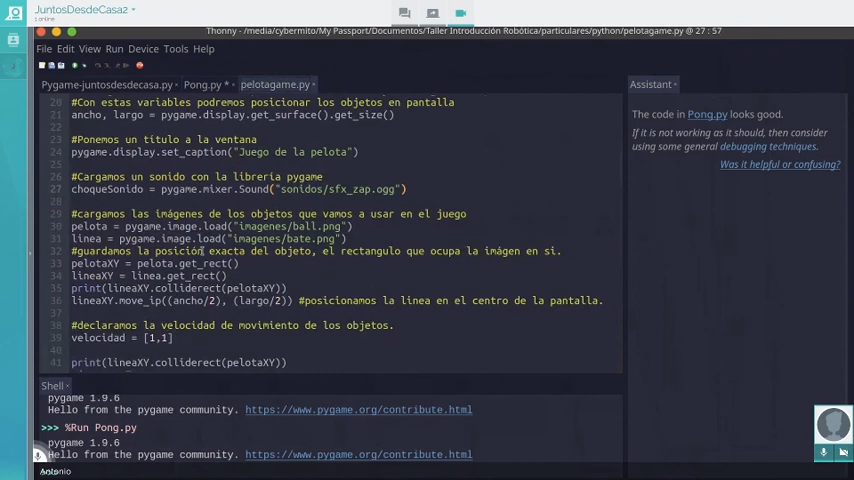 JuntosDesdeCasa2
1 online
Thonny - /media/cybermito/My Passport/Documentos/Taller Introducción Robótica/particulares/python/pelotagame.py @ 27 : 57
File Edit View Run Device Tools Help
Pygame-juntosdesdecasa.py Pong.py * pelotagame.py
Assistant
20 #Con estas variables podremos posicionar los objetos en pantalla
21 ancho, largo = pygame.display.get_surface().get_size()
22
23 #Ponemos un título a la ventana
24 pygame.display.set_caption("Juego de la pelota")
25
26 #Cargamos un sonido con la librería pygame
27 choqueSonido = pygame.mixer.Sound("sonidos/sfx_zap.ogg")
28
29 #cargamos las imágenes de los objetos que vamos a usar en el juego
30 pelota = pygame.image.load("imagenes/ball.png")
31 linea = pygame.image.load("imagenes/bate.png")
32 #guardamos la posición exacta del objeto, el rectangulo que ocupa la imágen en si.
33 pelotaXY = pelota.get_rect()
34 lineaXY = linea.get_rect()
35 print(lineaXY.colliderect(pelotaXY))
36 lineaXY.move_ip((ancho/2), (largo/2)) #posicionamos la linea en el centro de la pantalla.
37
38 #declaramos la velocidad de movimiento de los objetos.
39 velocidad = [1,1]
40
41 print(lineaXY.colliderect(pelotaXY))
The code in Pong.py looks good.
If it is not working as it should, then consider
using some general debugging techniques.
Was it helpful or confusing?
Shell
pygame 1.9.6
Hello from the pygame community. https://www.pygame.org/contribute.html
>>> %Run Pong.py
pygame 1.9.6
Hello from the pygame community. https://www.pygame.org/contribute.html
Antonio